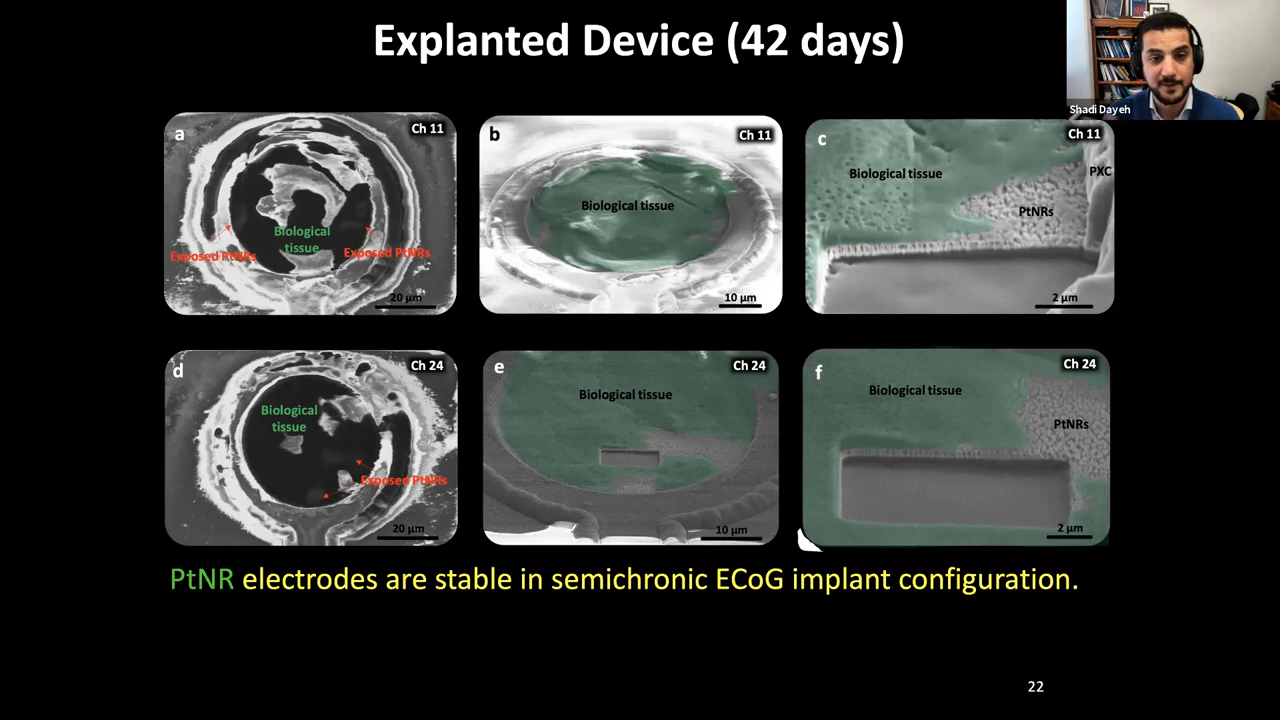 Explanted Device (42 days)
Shadi Dayeh
a
Ch 11
Biological
tissue
Exposed PtNRs
Exposed PtNRs
20 µm
b
Ch 11
Biological tissue
10 µm
c
Ch 11
Biological tissue
PXC
PtNRs
2 µm
d
Ch 24
Biological
tissue
Exposed PtNRs
20 µm
e
Ch 24
Biological tissue
10 µm
f
Ch 24
Biological tissue
PtNRs
2 µm
PtNR electrodes are stable in semichronic ECoG implant configuration.
22